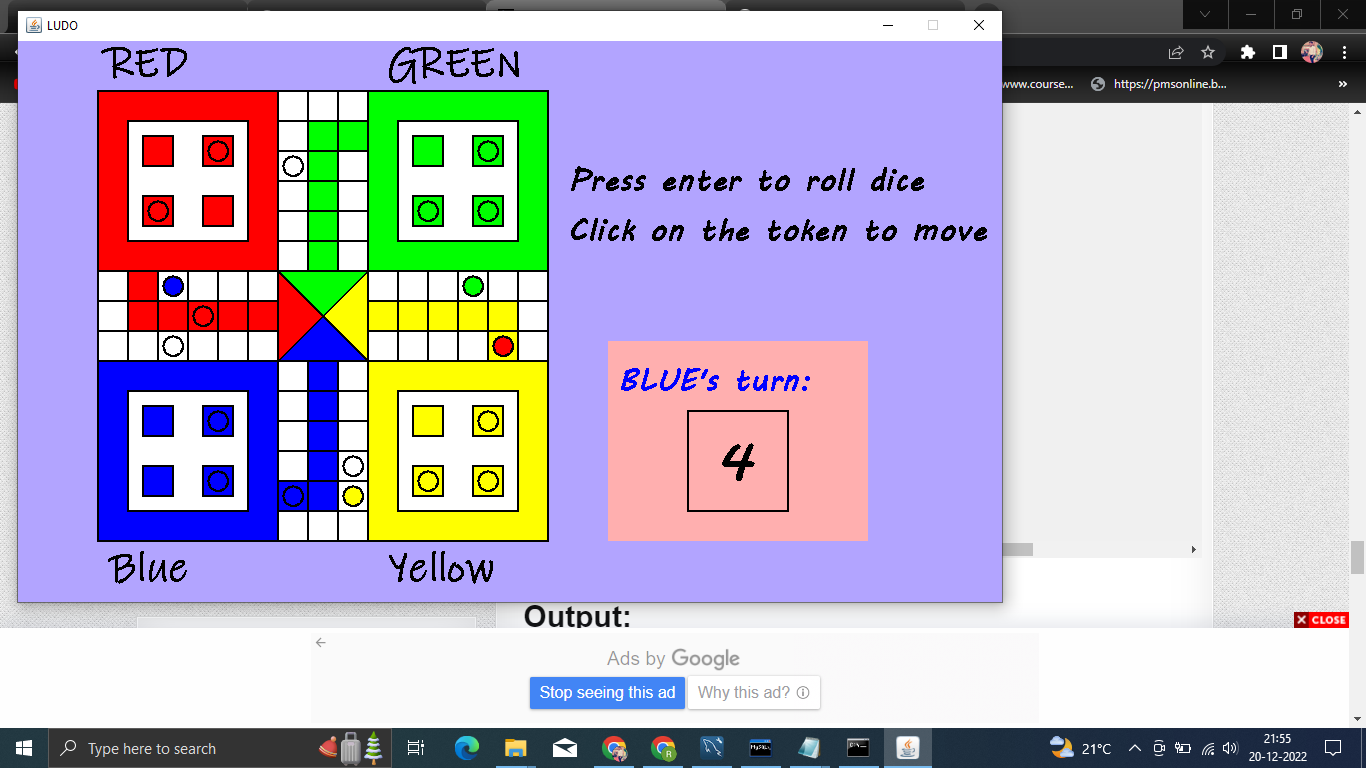 LUDO
RED
GREEN
www.course...
https://pmsonline.b...
»
Press enter to roll dice
Click on the token to move
BLUE's turn:
4
Blue
Yellow
Output:
CLOSE
Ads by Google
Stop seeing this ad
Why this ad?
Type here to search
21°C
21:55
20-12-2022